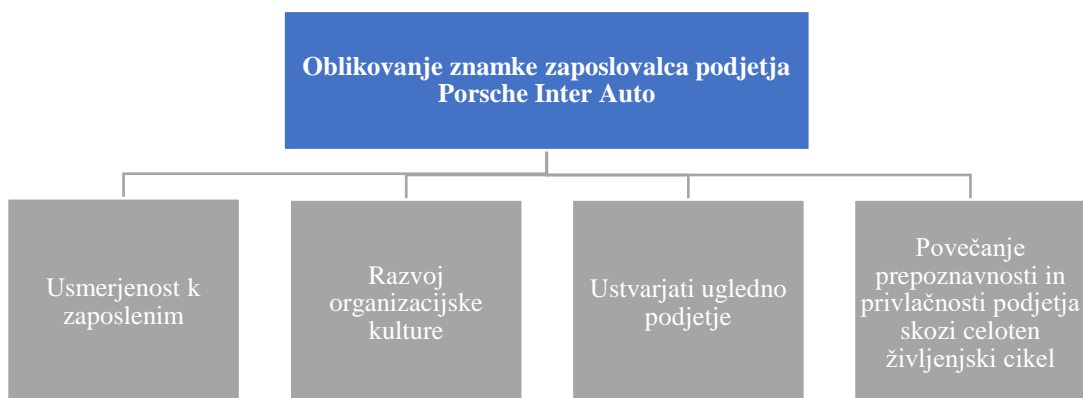 Oblikovanje znamke zaposlovalca podjetja
Porsche Inter Auto
Usmerjenost k
zaposlenim
Razvoj
organizacijske
kulture
Ustvarjati ugledno
podjetje
Povečanje
prepoznavnosti in
privlačnosti podjetja
skozi celoten
življenjski cikel